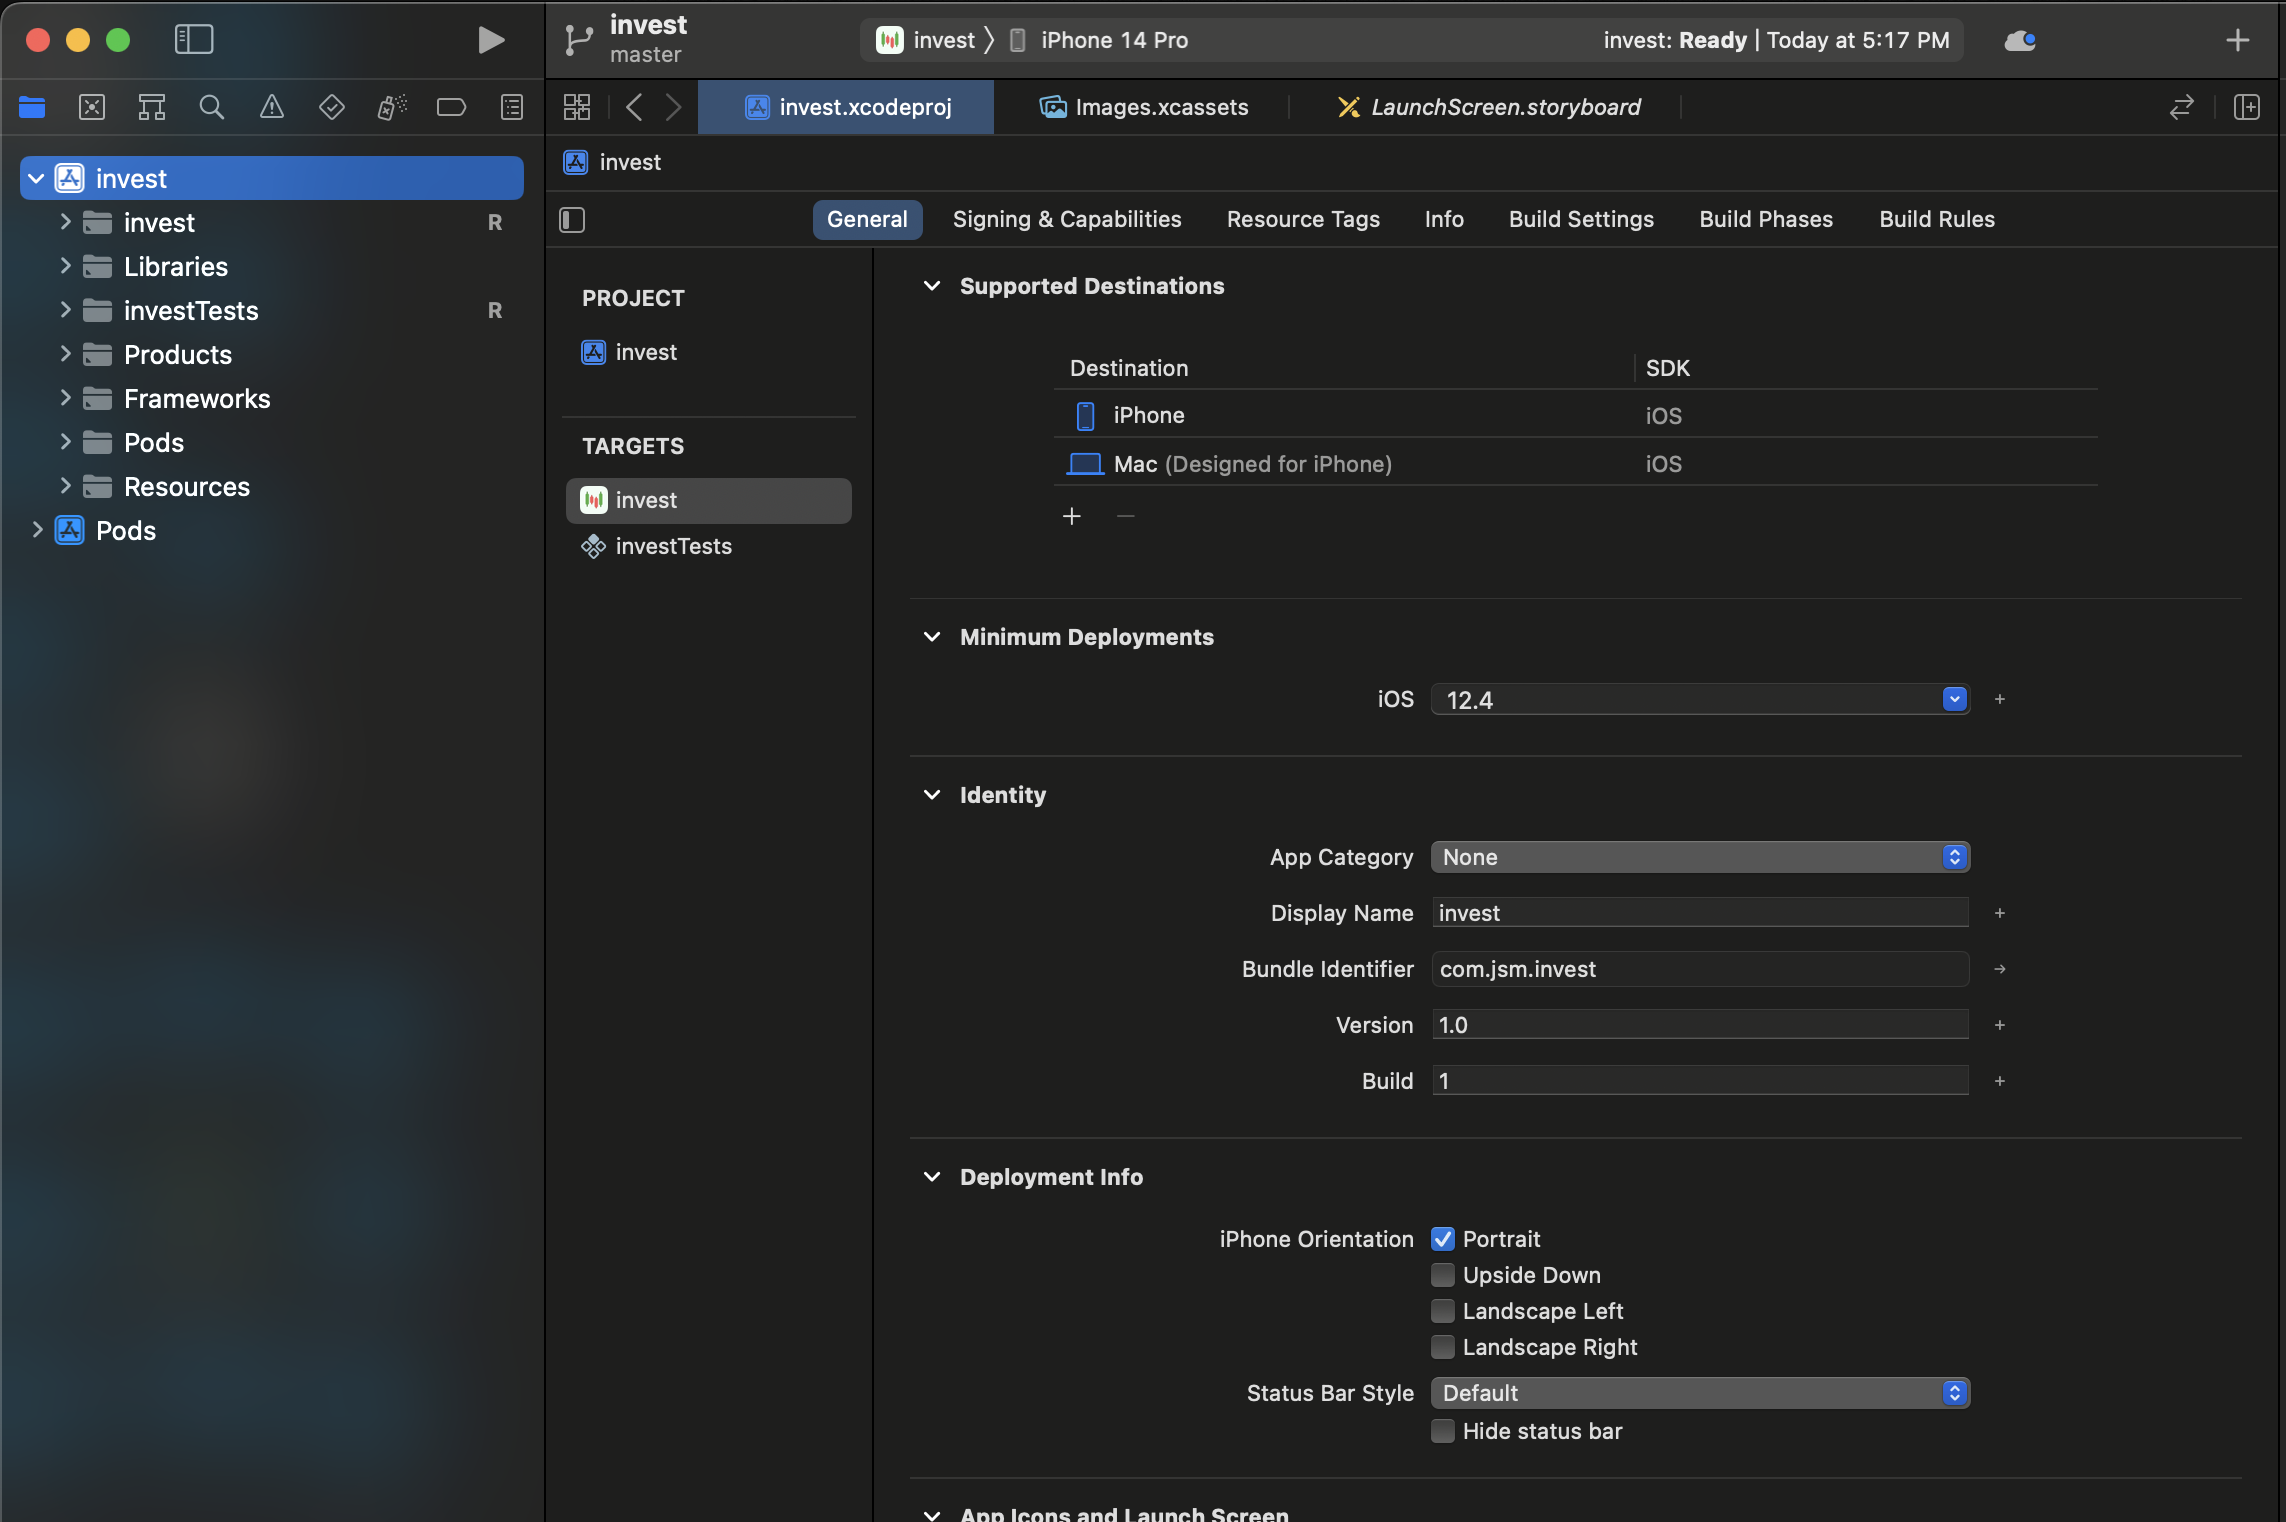 invest
master
invest 〉 iPhone 14 Pro
invest: Ready | Today at 5:17 PM
invest.xcodeproj
Images.xcassets
LaunchScreen.storyboard
invest
invest R
Libraries
investTests R
Products
Frameworks
Pods
Resources
Pods
invest
General Signing & Capabilities Resource Tags Info Build Settings Build Phases Build Rules
PROJECT
invest
TARGETS
invest
investTests
Supported Destinations
Destination SDK
iPhone iOS
Mac (Designed for iPhone) iOS
Minimum Deployments
iOS 12.4
Identity
App Category None
Display Name invest
Bundle Identifier com.jsm.invest
Version 1.0
Build 1
Deployment Info
iPhone Orientation Portrait
Upside Down
Landscape Left
Landscape Right
Status Bar Style Default
Hide status bar
App Icons and Launch Screen